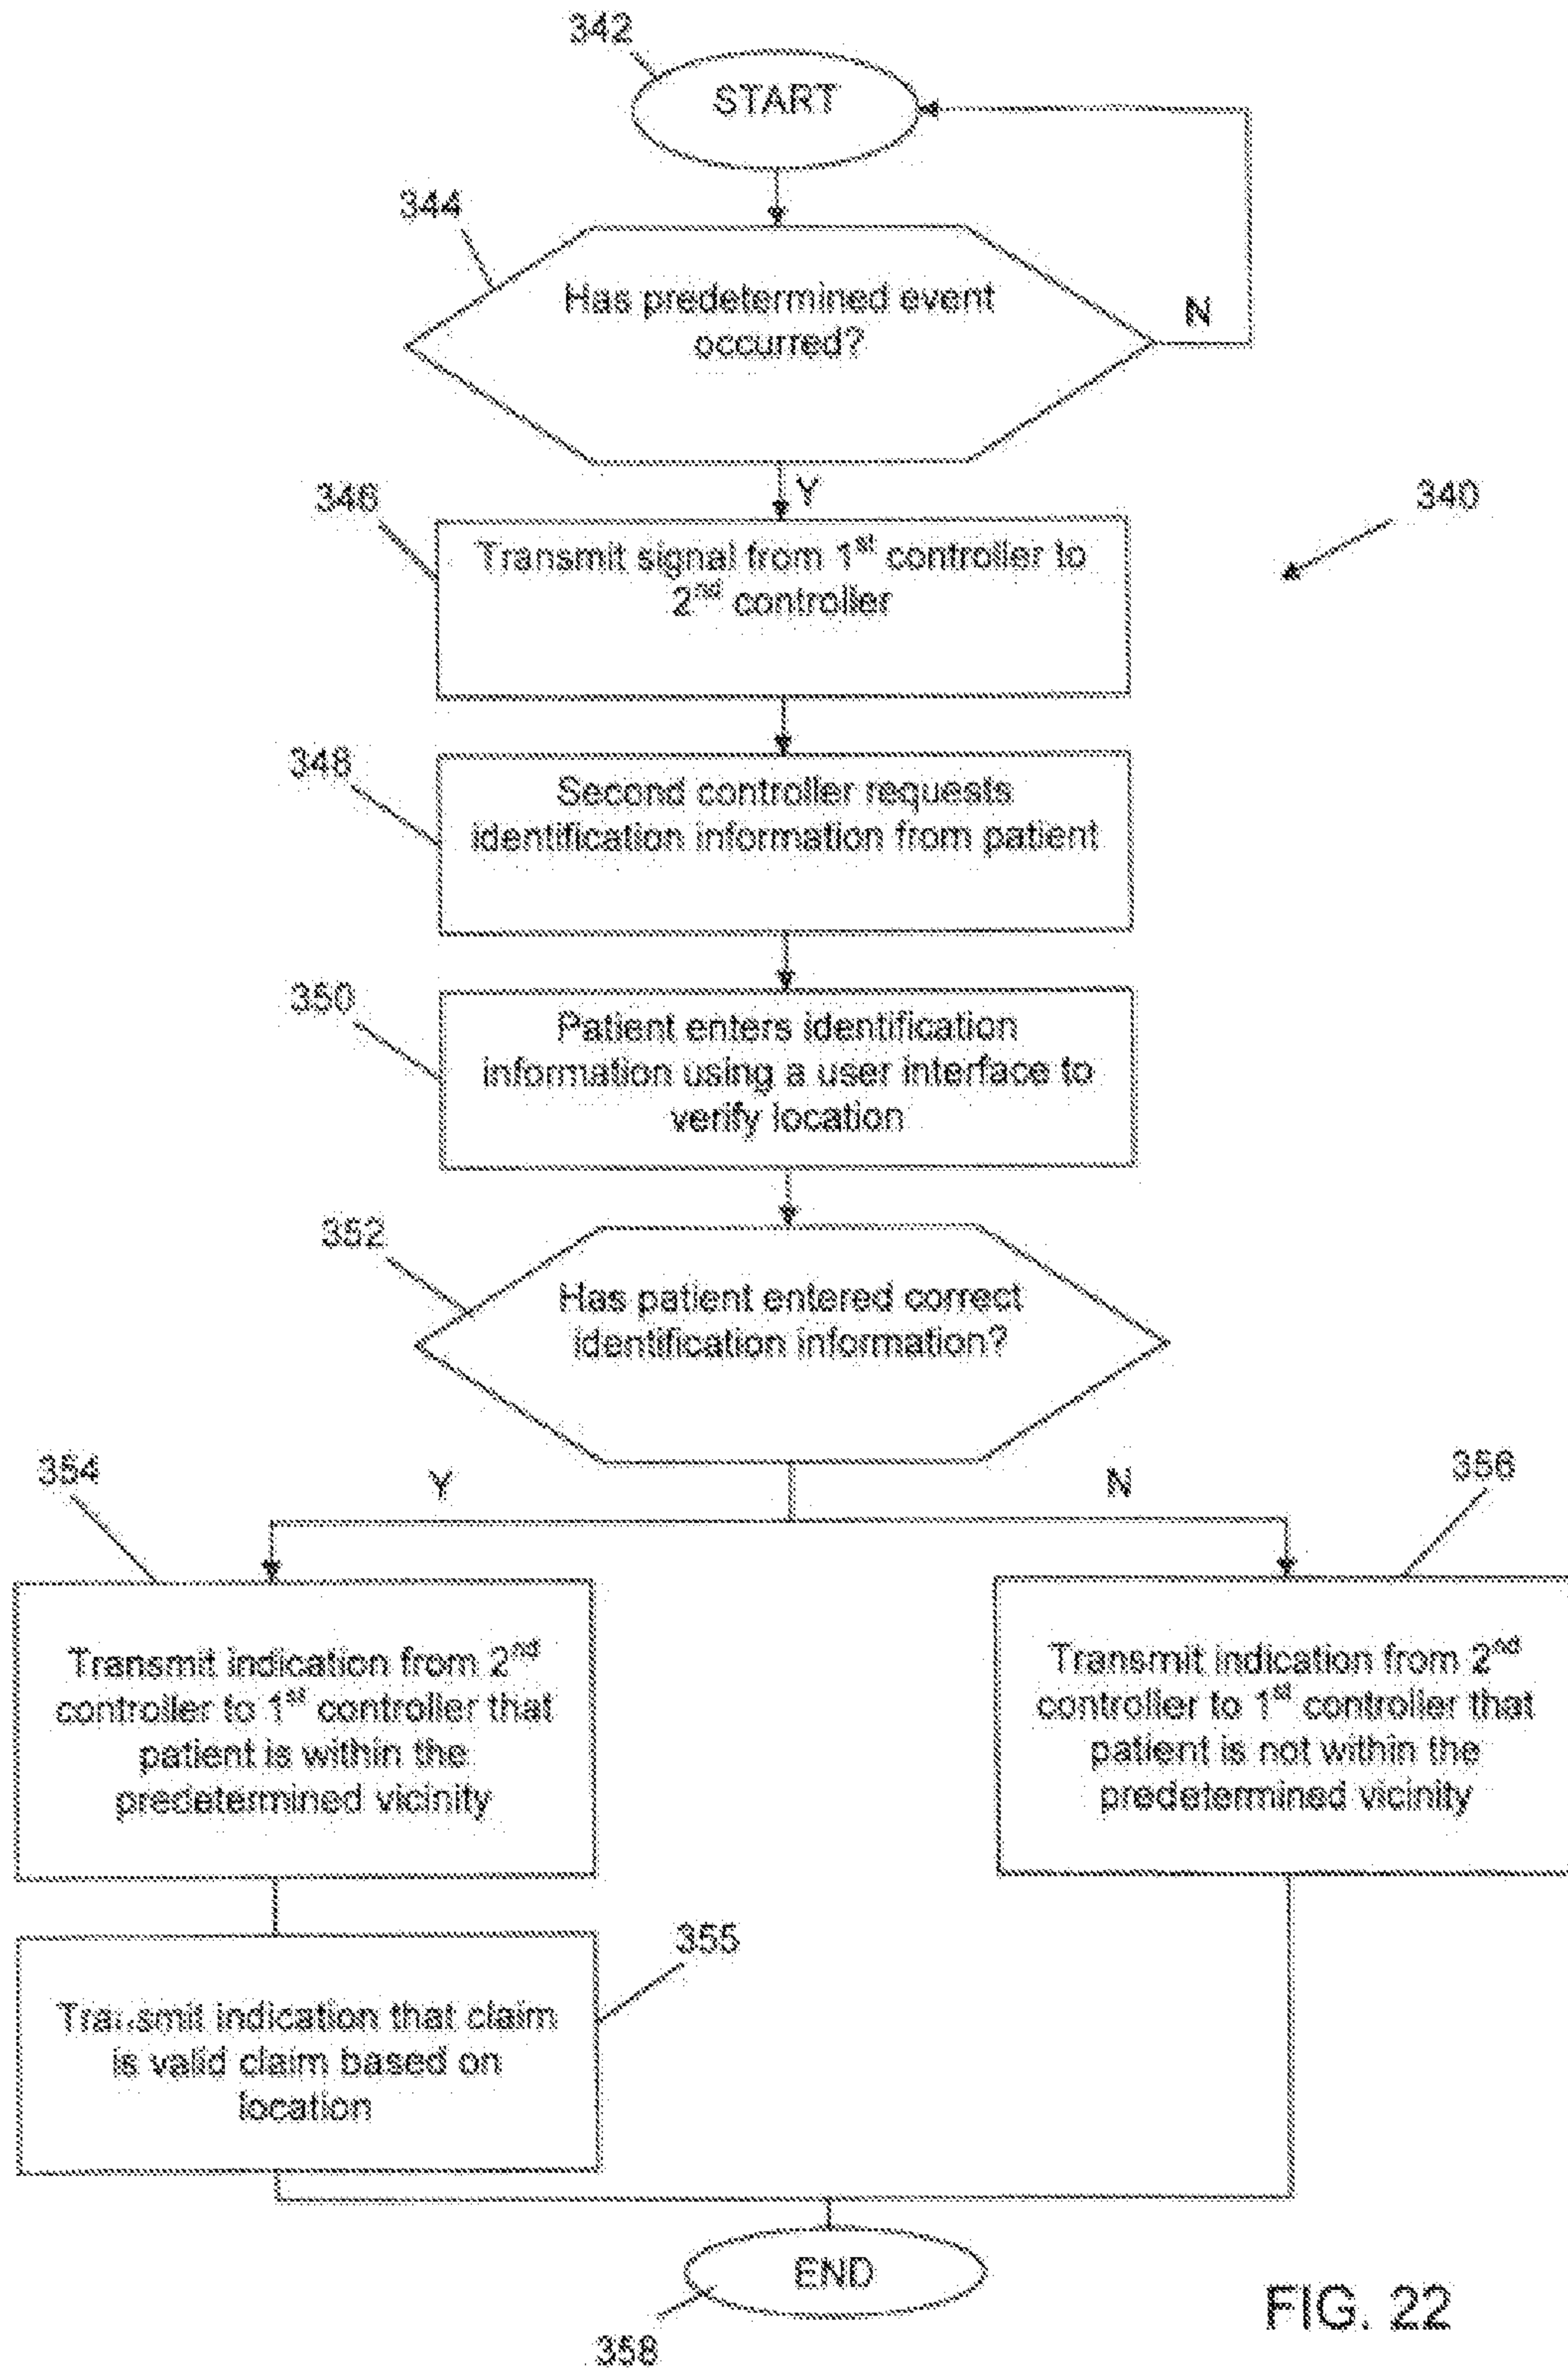 342
START
344
Has predetermined event
occurred?
N
Y
346
340
Transmit signal from 1st controller to
2nd controller
348
Second controller requests
identification information from patient
350
Patient enters identification
information using a user interface to
verify location
352
Has patient entered correct
identification information?
354
Y
N
356
Transmit indication from 2nd
controller to 1st controller that
patient is within the
predetermined vicinity
Transmit indication from 2nd
controller to 1st controller that
patient is not within the
predetermined vicinity
355
Transmit indication that claim
is valid claim based on
location
END
358
FIG. 22